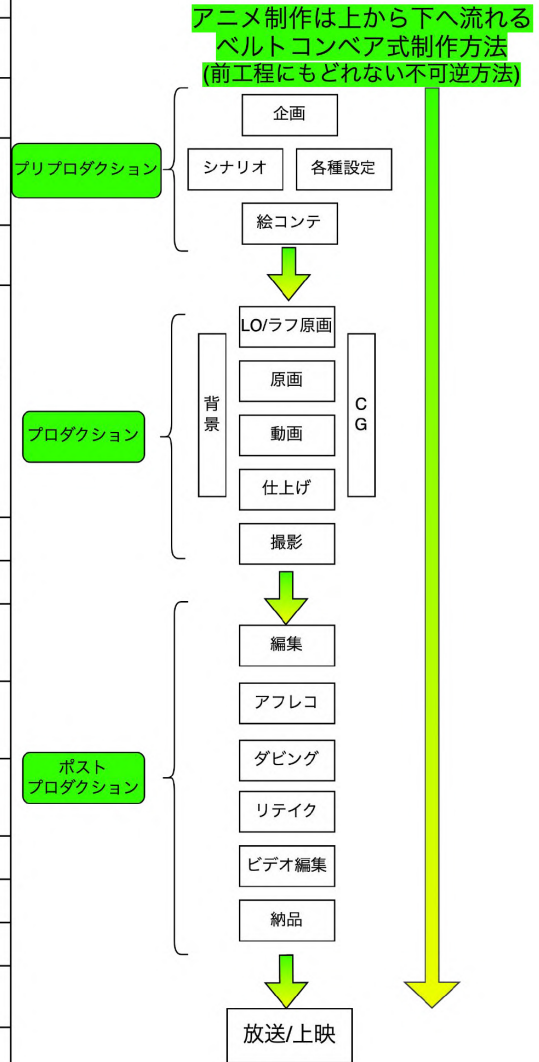 アニメ制作は上から下へ流れる
ベルトコンベア式制作方法
(前工程にもどれない不可逆方法)
企画
プリプロダクション
シナリオ
各種設定
絵コンテ
LO/ラフ原画
背景
原画
CG
プロダクション
動画
仕上げ
撮影
編集
アフレコ
ポスト
プロダクション
ダビング
リテイク
ビデオ編集
納品
放送/上映